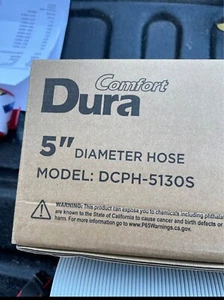 Comfort
Dura
5" DIAMETER HOSE
MODEL: DCPH-5130S
WARNING: This product can expose you to chemicals including phthalat
are known to the State of California to cause cancer and birth defects or
harm. For more information go to www.P65Warnings.ca.gov.